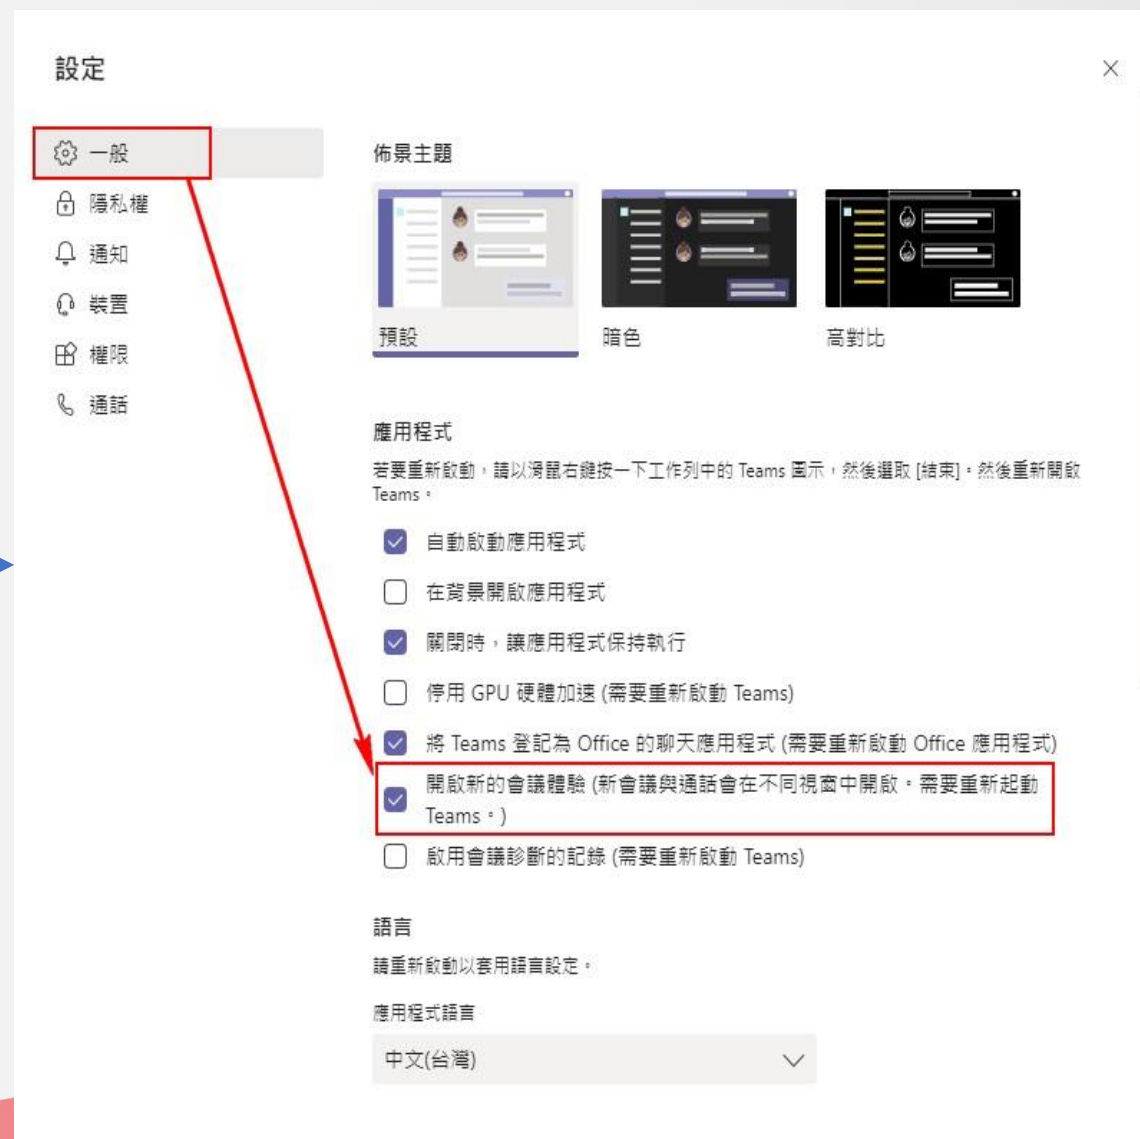 設定
一般
隱私權
通知
裝置
權限
通話
佈景主題
預設
暗色
高對比
應用程式
若要重新啟動，請以滑鼠右鍵按一下工作列中的 Teams 圖示，然後選取 [結束]。然後重新開啟
Teams。
自動啟動應用程式
在背景開啟應用程式
關閉時，讓應用程式保持執行
停用 GPU 硬體加速 (需要重新啟動 Teams)
將 Teams 登記為 Office 的聊天應用程式 (需要重新啟動 Office 應用程式)
開啟新的會議體驗 (新會議與通話會在不同視窗中開啟。需要重新起動
Teams。)
啟用會議診斷的記錄 (需要重新啟動 Teams)
語言
請重新啟動以套用語言設定。
應用程式語言
中文(台灣)